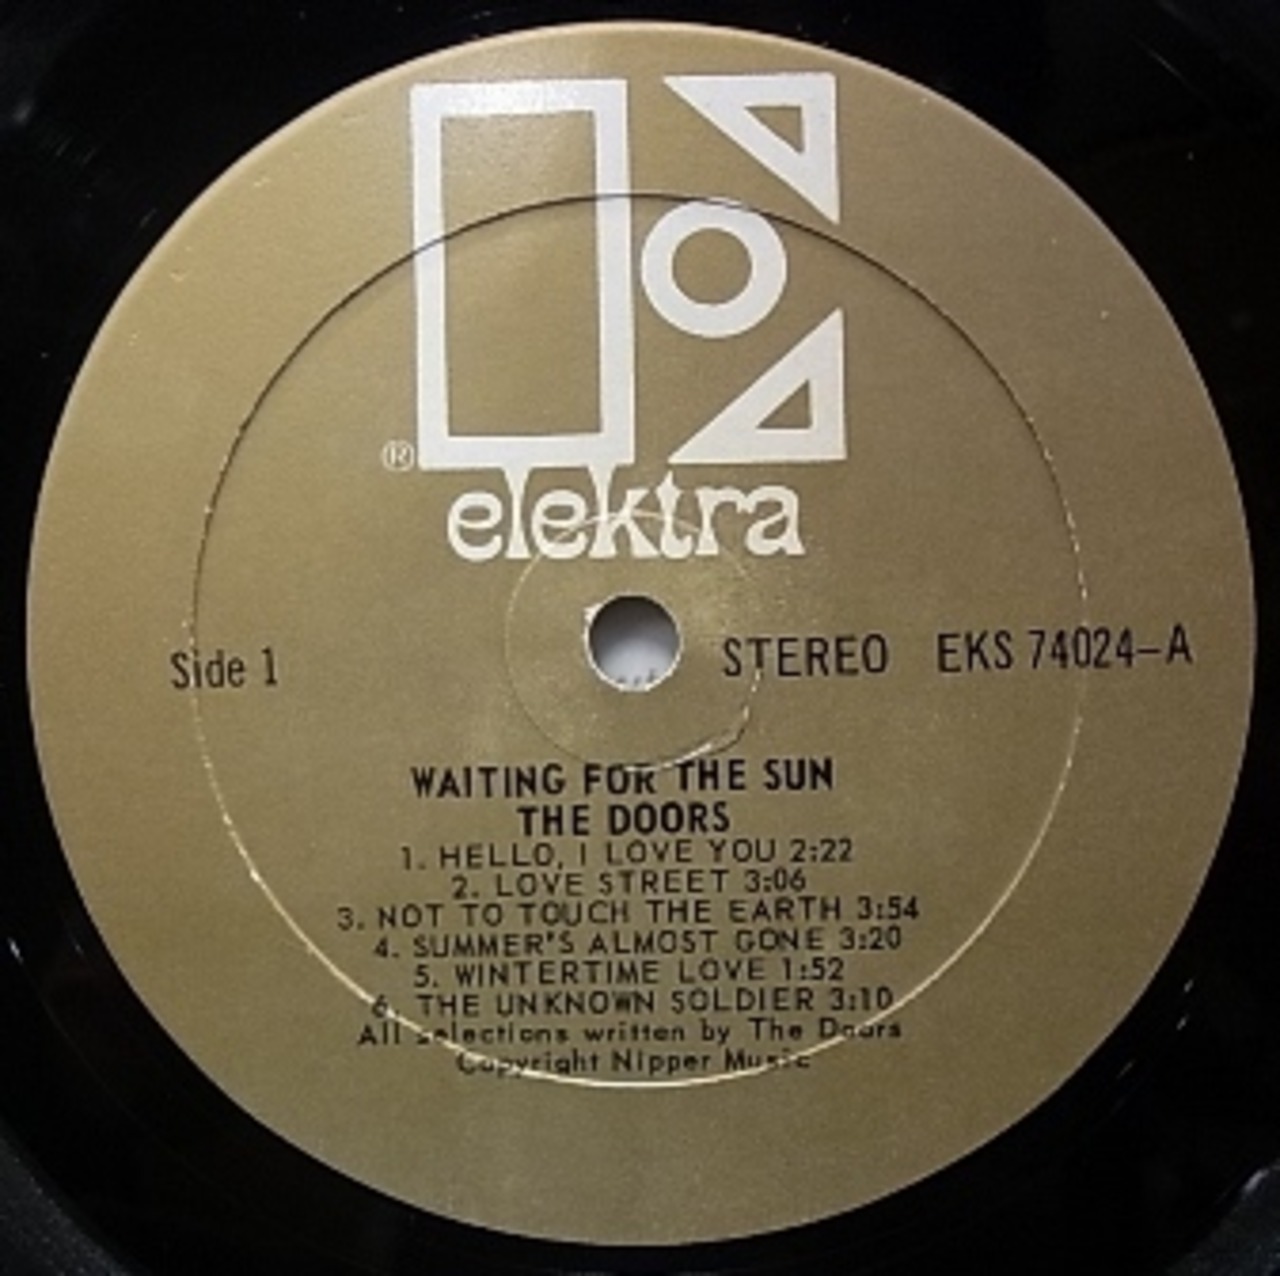 ®
elektra
Side 1
STEREO EKS 74024-A
WAITING FOR THE SUN
THE DOORS
1. HELLO, I LOVE YOU 2:22
2. LOVE STREET 3:06
3. NOT TO TOUCH THE EARTH 3:54
4. SUMMER'S ALMOST GONE 3:20
5. WINTERTIME LOVE 1:52
6. THE UNKNOWN SOLDIER 3:10
All selections written by The Doors
Copyright Nipper Music